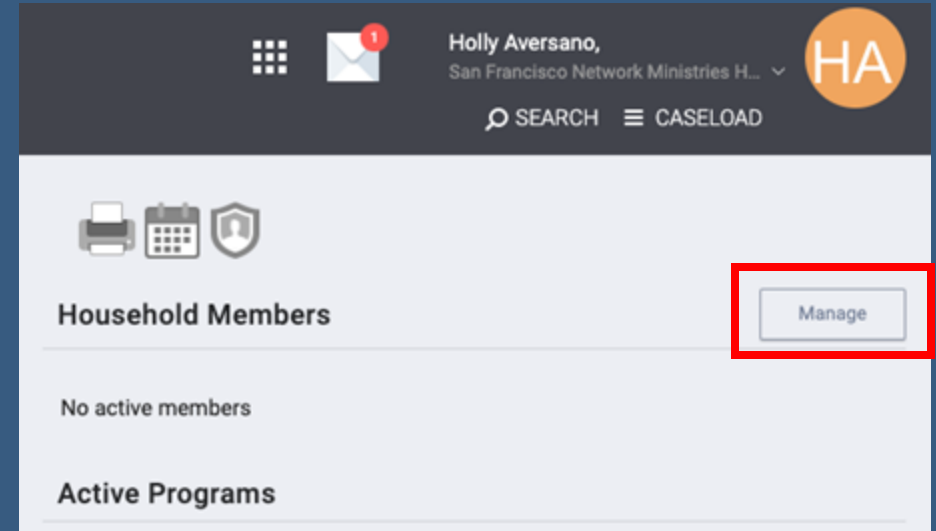 1
Holly Aversano,
San Francisco Network Ministries H...
HA
SEARCH
CASELOAD
Household Members
Manage
No active members
Active Programs